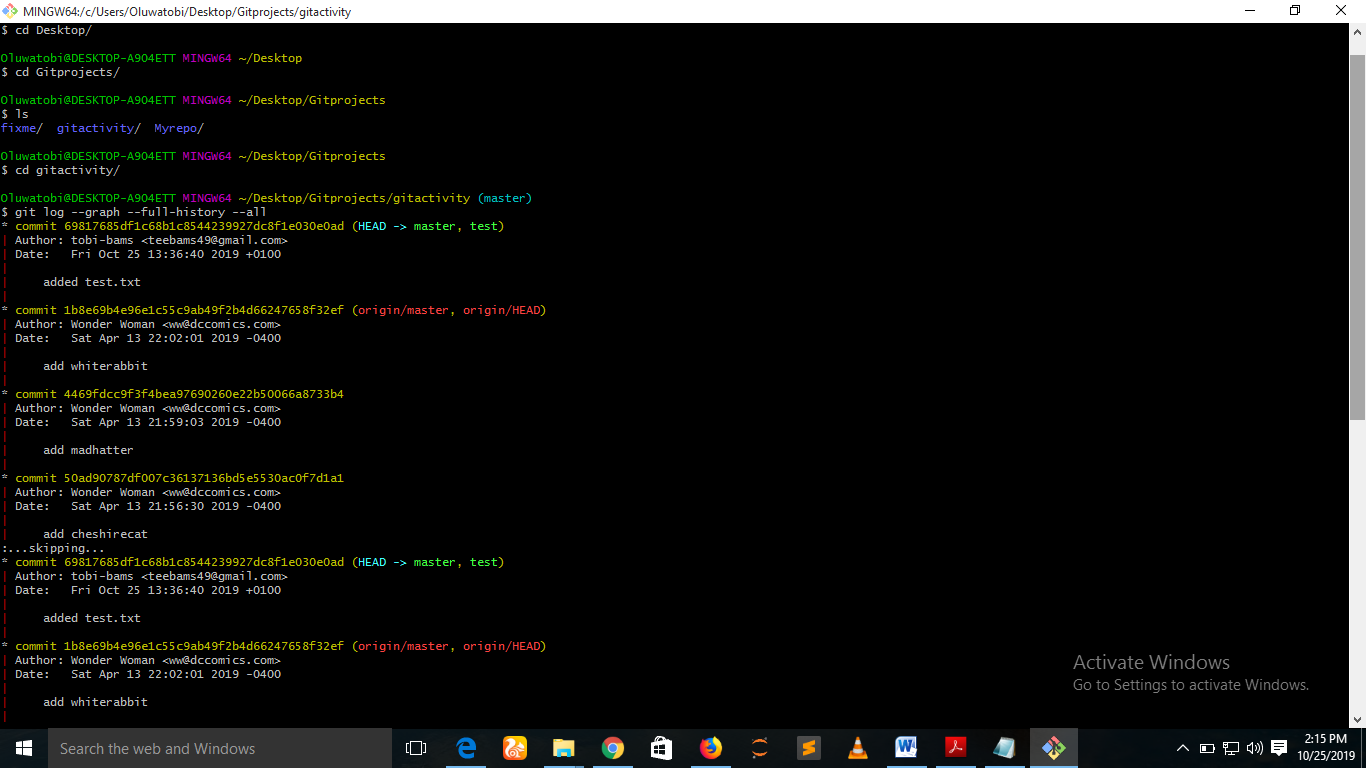 MINGW64:/c/Users/Oluwatobi/Desktop/Gitprojects/gitactivity
$ cd Desktop/
Oluwatobi@DESKTOP-A9O4ETT MINGW64 ~/Desktop
$ cd Gitprojects/
Oluwatobi@DESKTOP-A9O4ETT MINGW64 ~/Desktop/Gitprojects
$ ls
fixme/  gitactivity/  Myrepo/
Oluwatobi@DESKTOP-A9O4ETT MINGW64 ~/Desktop/Gitprojects
$ cd gitactivity/
Oluwatobi@DESKTOP-A9O4ETT MINGW64 ~/Desktop/Gitprojects/gitactivity (master)
$ git log --graph --full-history --all
* commit 69817685df1c68b1c8544239927dc8f1e030e0ad (HEAD -> master, test)
| Author: tobi-bams <teebams49@gmail.com>
| Date:   Fri Oct 25 13:36:40 2019 +0100
|
|     added test.txt
|
* commit 1b8e69b4e96e1c55c9ab49f2b4d66247658f32ef (origin/master, origin/HEAD)
| Author: Wonder Woman <ww@dccomics.com>
| Date:   Sat Apr 13 22:02:01 2019 -0400
|
|     add whiterabbit
|
* commit 4469fdcc9f3f4bea97690260e22b50066a8733b4
| Author: Wonder Woman <ww@dccomics.com>
| Date:   Sat Apr 13 21:59:03 2019 -0400
|
|     add madhatter
|
* commit 50ad90787df007c36137136bd5e5530ac0f7d1a1
| Author: Wonder Woman <ww@dccomics.com>
| Date:   Sat Apr 13 21:56:30 2019 -0400
|
|     add cheshirecat
:...skipping...
* commit 69817685df1c68b1c8544239927dc8f1e030e0ad (HEAD -> master, test)
| Author: tobi-bams <teebams49@gmail.com>
| Date:   Fri Oct 25 13:36:40 2019 +0100
|
|     added test.txt
|
* commit 1b8e69b4e96e1c55c9ab49f2b4d66247658f32ef (origin/master, origin/HEAD)
| Author: Wonder Woman <ww@dccomics.com>
| Date:   Sat Apr 13 22:02:01 2019 -0400
|
|     add whiterabbit
|
Activate Windows
Go to Settings to activate Windows.
Search the web and Windows
2:15 PM
10/25/2019